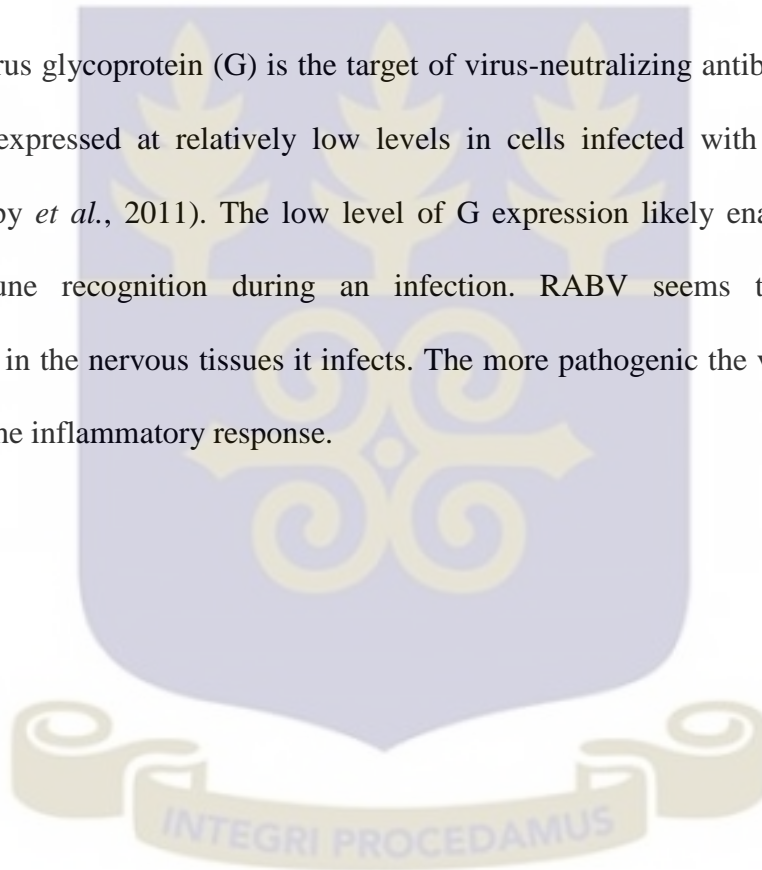 rus glycoprotein (G) is the target of virus-neutralizing antib
expressed at relatively low levels in cells infected with
by et al., 2011). The low level of G expression likely ena
une recognition during an infection. RABV seems t
in the nervous tissues it infects. The more pathogenic the v
ne inflammatory response.
INTEGRI PROCEDAMUS